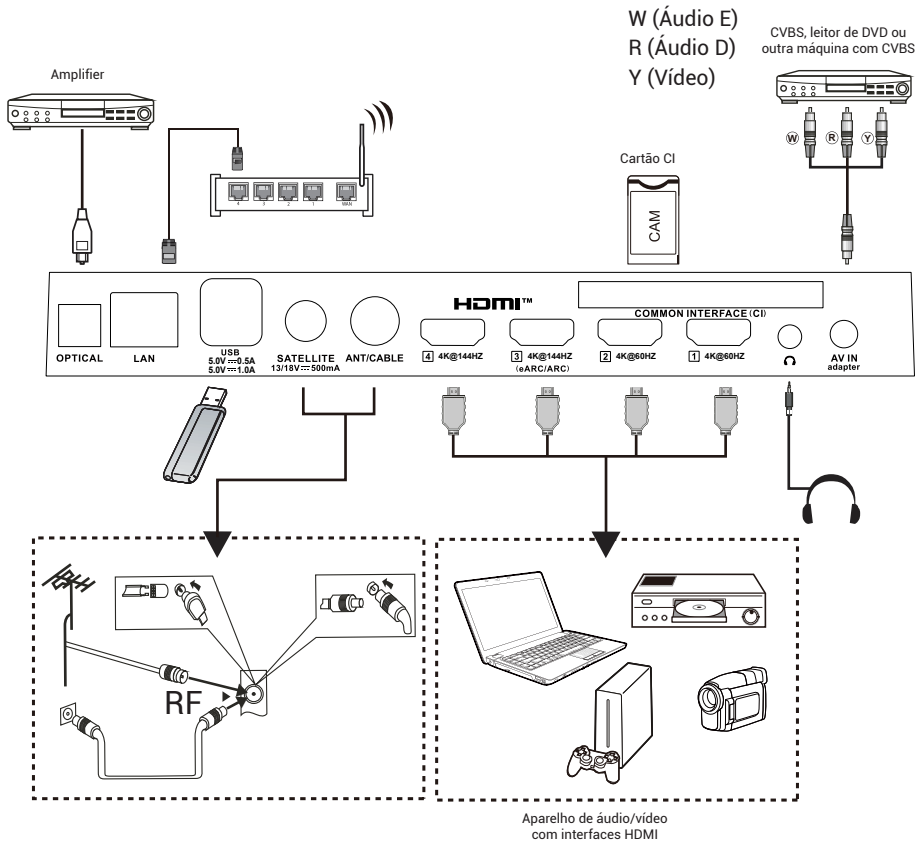 W (Áudio E)
R (Áudio D)
Y (Vídeo)
CVBS, leitor de DVD ou
outra máquina com CVBS
Amplifier
W
R
Y
Cartão CI
CAM
4
3
2
1
WAN
HDMI™
COMMON INTERFACE(CI)
OPTICAL
LAN
USB
5.0V⎓0.5A
5.0V⎓1.0A
SATELLITE
13/18V⎓500mA
ANT/CABLE
4 4K@144HZ
3 4K@144HZ
(eARC/ARC)
2 4K@60HZ
1 4K@60HZ
AV IN
adapter
RF
Aparelho de áudio/vídeo
com interfaces HDMI